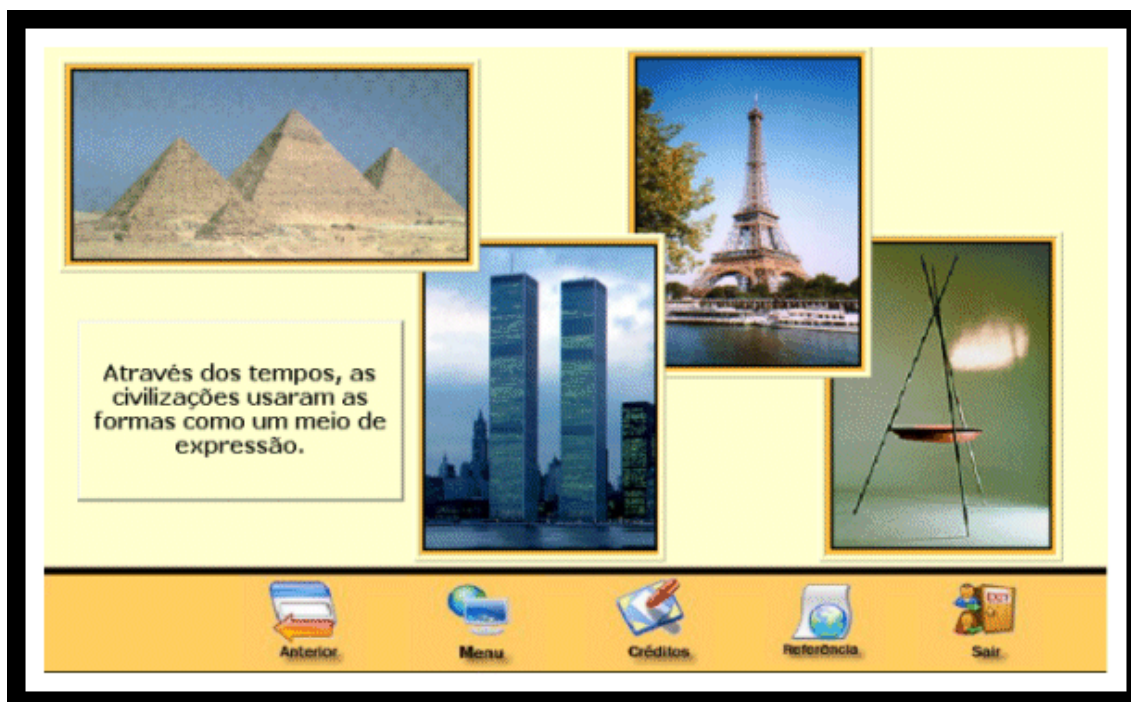 Através dos tempos, as
civilizações usaram as
formas como um meio de
expressão.
Anterior
Menu
Créditos
Referência
Sair